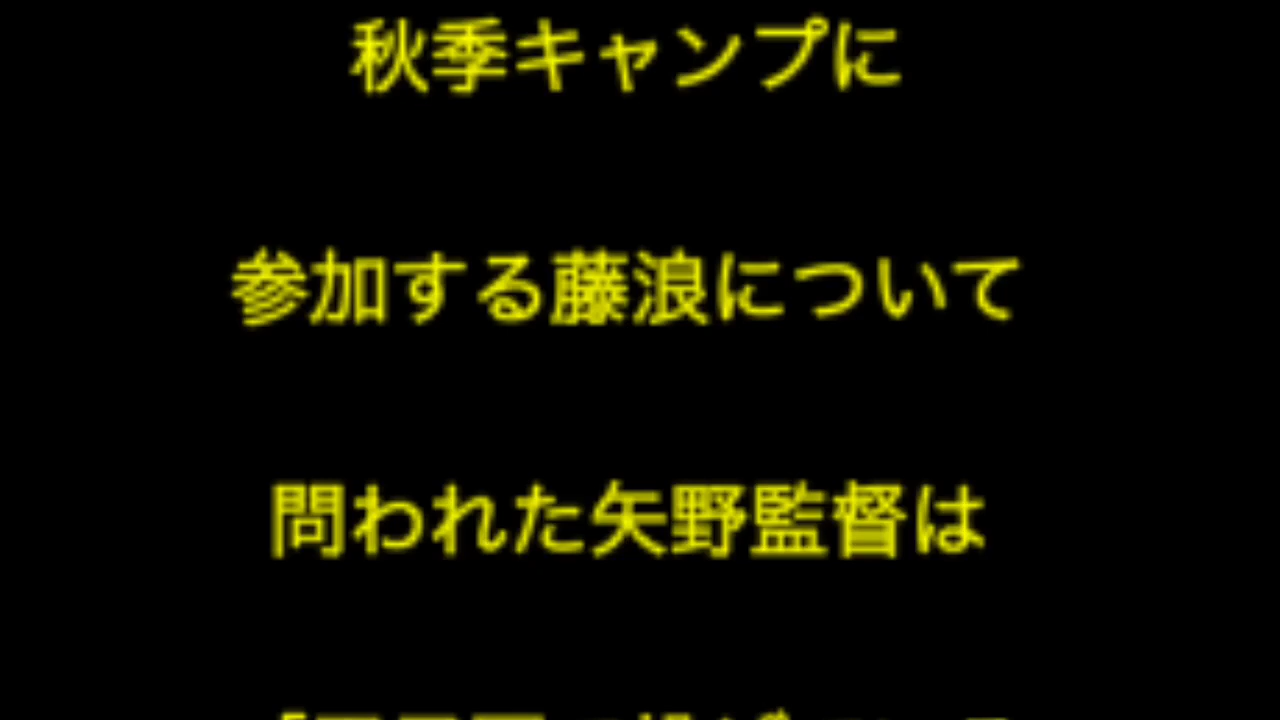 秋季キャンプに
参加する藤浪について
問われた矢野監督は